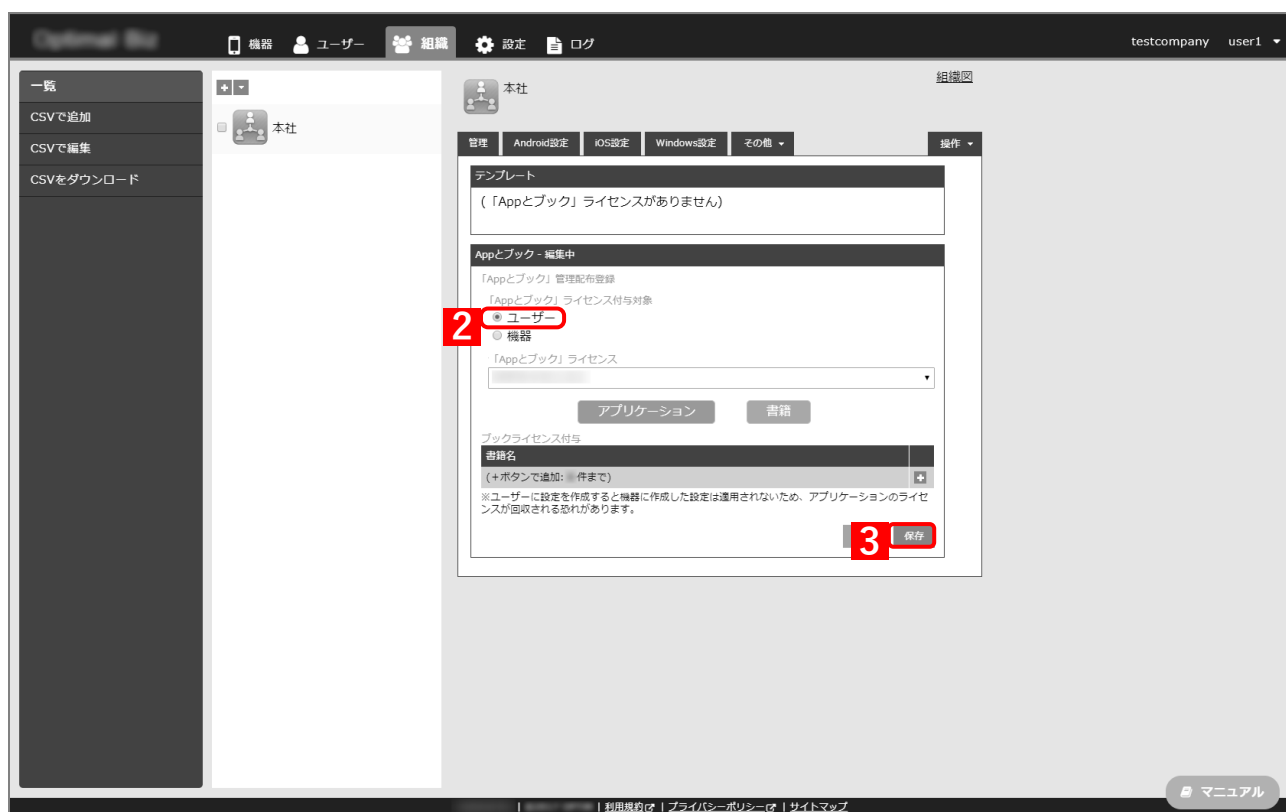 機器
ユーザー
組織
設定
ログ
testcompany user1
一覧
CSVで追加
CSVで編集
CSVをダウンロード
本社
本社
組織図
管理
Android設定
iOS設定
Windows設定
その他
操作
テンプレート
(「Appとブック」ライセンスがありません)
Appとブック - 編集中
「Appとブック」管理配布登録
「Appとブック」ライセンス付与対象
2
ユーザー
機器
「Appとブック」ライセンス
アプリケーション
書籍
ブックライセンス付与
書籍名
(+ボタンで追加: 件まで)
※ユーザーに設定を作成すると機器に作成した設定は適用されないため、アプリケーションのライセ
ンスが回収される恐れがあります。
3
保存
マニュアル
| | 利用規約 | プライバシーポリシー | サイトマップ